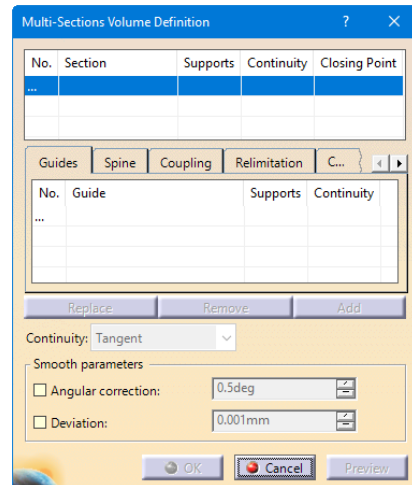 Multi-Sections Volume Definition ? ×
No. Section Supports Continuity Closing Point
...
Guides Spine Coupling Relimitation C...
No. Guide Supports Continuity
...
Replace Remove Add
Continuity: Tangent
Smooth parameters
Angular correction: 0.5deg
Deviation: 0.001mm
OK Cancel Preview